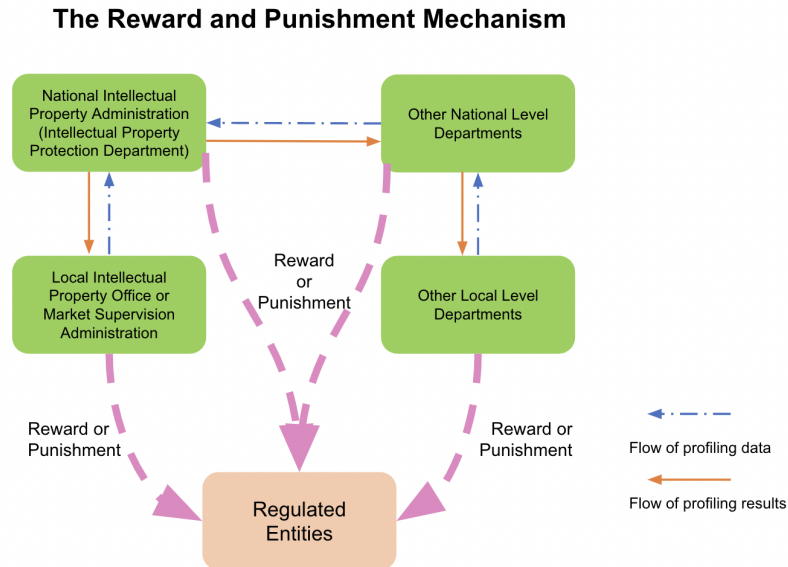 The Reward and Punishment Mechanism
National Intellectual
Property Administration
(Intellectual Property
Protection Department)
Other National Level
Departments
Reward
or
Punishment
Local Intellectual
Property Office or
Market Supervision
Administration
Other Local Level
Departments
Reward or
Punishment
Reward or
Punishment
Flow of profiling data
Flow of profiling results
Regulated
Entities